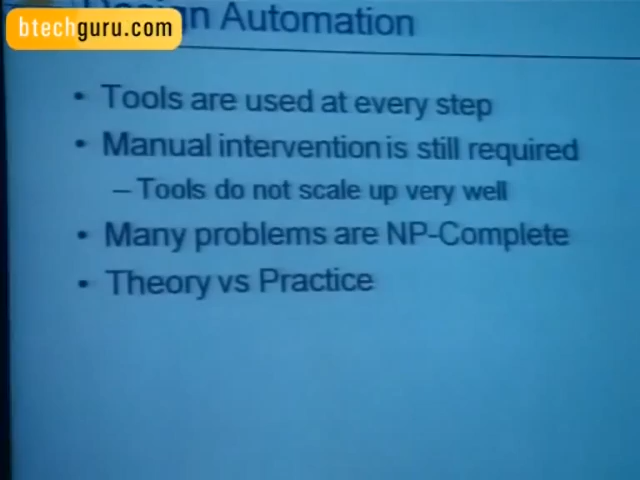 btechguru.com
Design Automation
• Tools are used at every step
• Manual intervention is still required
– Tools do not scale up very well
• Many problems are NP-Complete
• Theory vs Practice